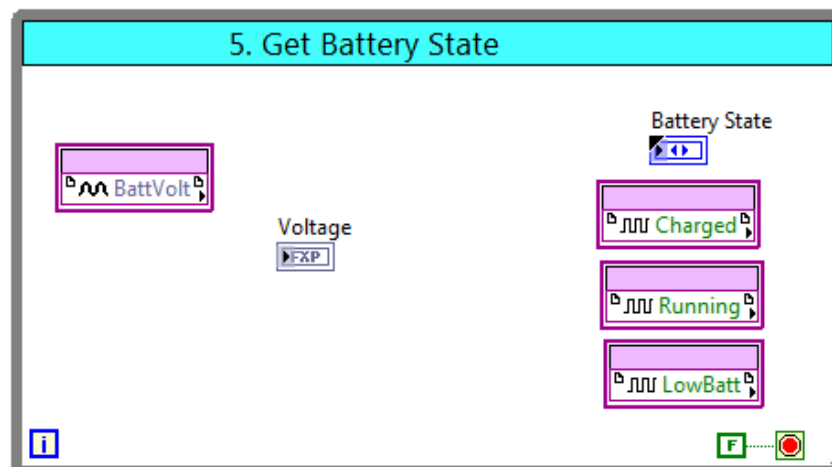 5. Get Battery State
Battery State
BattVolt
Charged
Voltage
FXP
Running
LowBatt
i
F